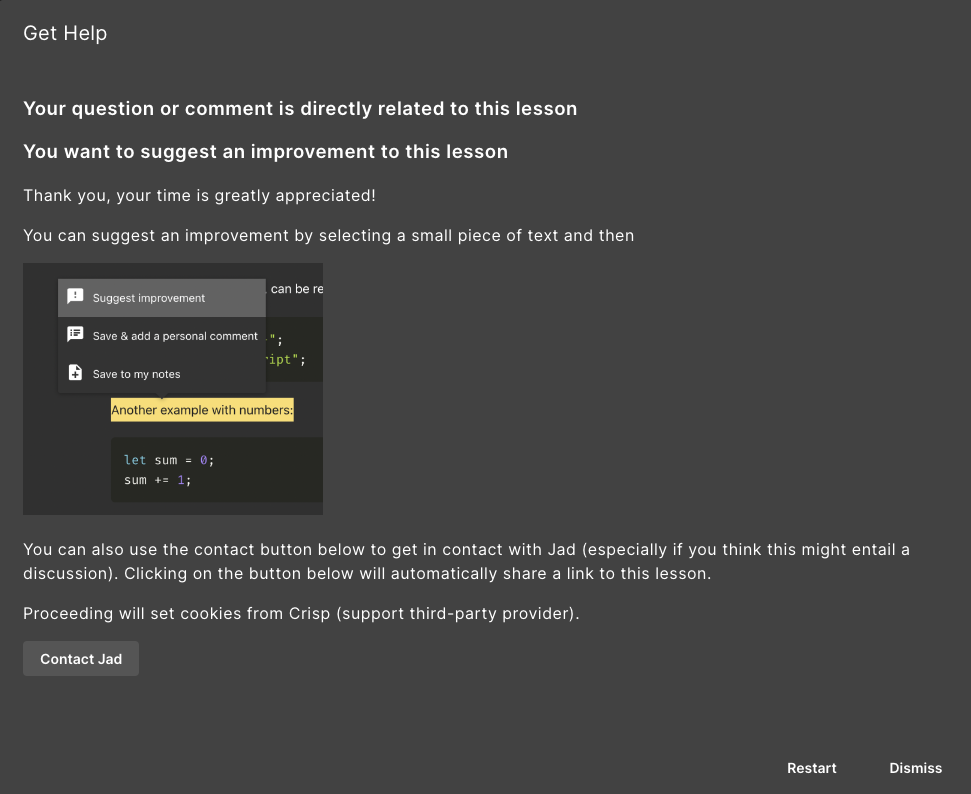 Get Help
Your question or comment is directly related to this lesson
You want to suggest an improvement to this lesson
Thank you, your time is greatly appreciated!
You can suggest an improvement by selecting a small piece of text and then
can be re
Suggest improvement
Save & add a personal comment
";
ript";
Save to my notes
Another example with numbers:
let sum = 0;
sum += 1;
You can also use the contact button below to get in contact with Jad (especially if you think this might entail a
discussion). Clicking on the button below will automatically share a link to this lesson.
Proceeding will set cookies from Crisp (support third-party provider).
Contact Jad
Restart
Dismiss